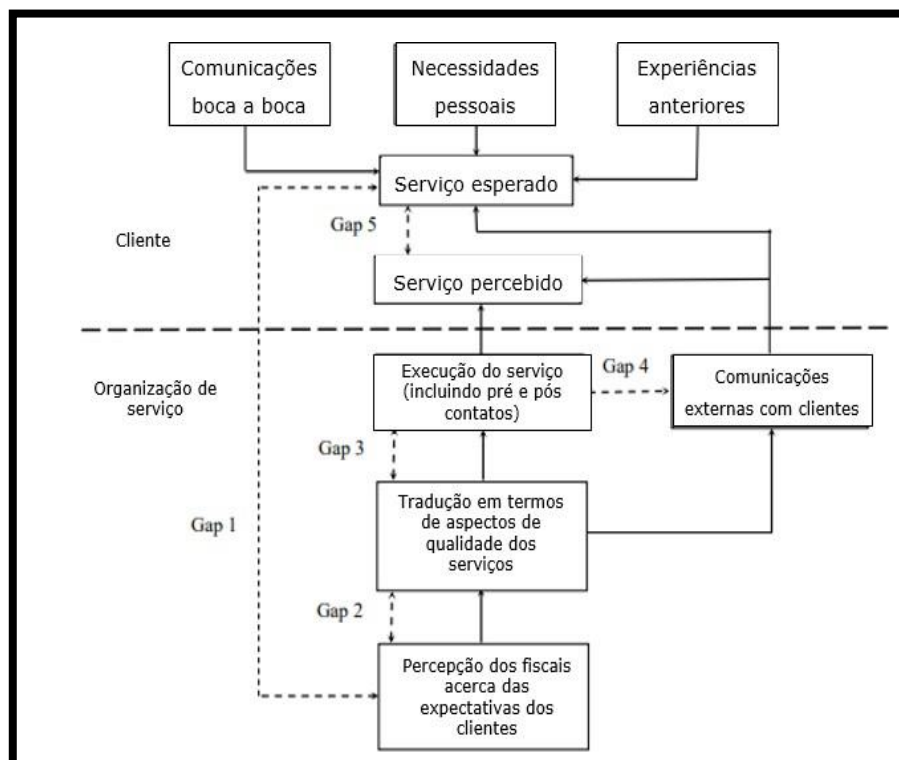 Comunicações
boca a boca
Necessidades
pessoais
Experiências
anteriores
Serviço esperado
Gap 5
Cliente
Serviço percebido
Organização de
serviço
Execução do serviço
(incluindo pré e pós
contatos)
Gap 4
Comunicações
externas com clientes
Gap 3
Tradução em termos
de aspectos de
qualidade dos
serviços
Gap 1
Gap 2
Percepção dos fiscais
acerca das
expectativas dos
clientes